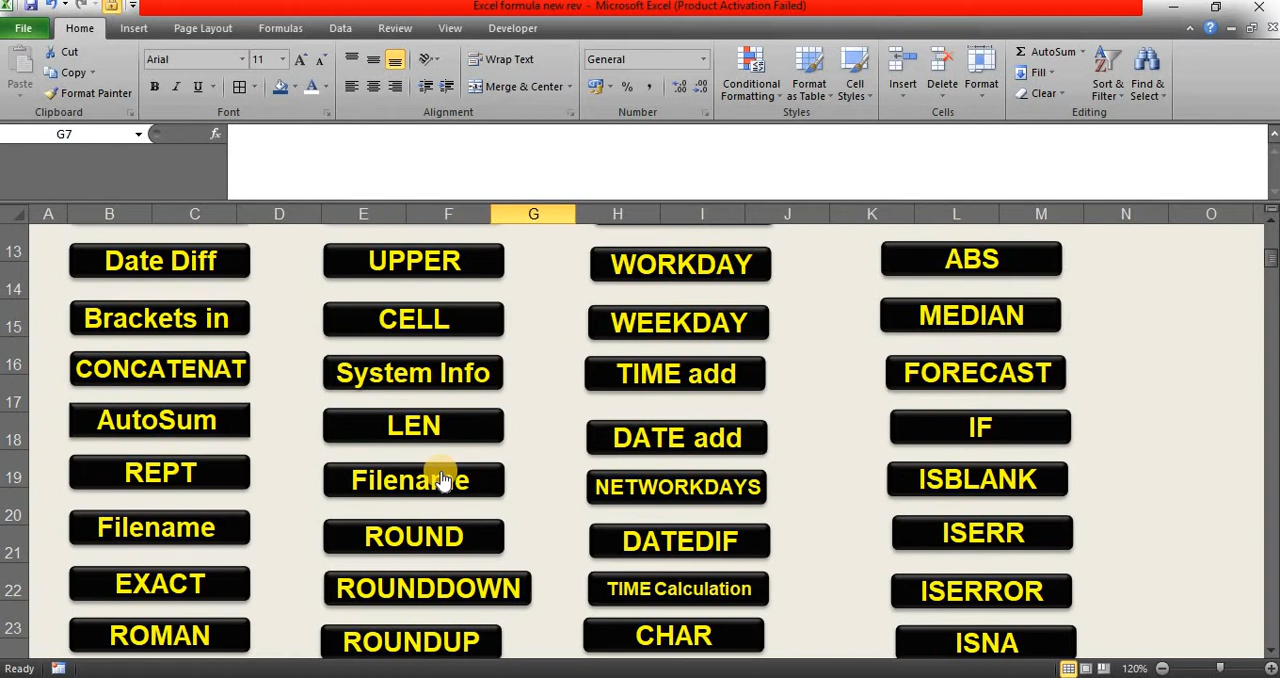 Excel formula new rev - Microsoft Excel (Product Activation Failed)
File Home Insert Page Layout Formulas Data Review View Developer
Cut
Copy
Format Painter
Paste
Clipboard
Arial 11
B I U
Font
Wrap Text
Merge & Center
Alignment
General
%
Number
Conditional Formatting
Format as Table
Cell Styles
Styles
Insert Delete Format
Cells
AutoSum
Fill
Clear
Sort & Filter
Find & Select
Editing
G7 fx
A B C D E F G H I J K L M N O
13 Date Diff UPPER WORKDAY ABS
14
15 Brackets in CELL WEEKDAY MEDIAN
16 CONCATENAT System Info TIME add FORECAST
17 AutoSum LEN DATE add IF
18
19 REPT Filename NETWORKDAYS ISBLANK
20 Filename ROUND DATEDIF ISERR
21
22 EXACT ROUNDDOWN TIME Calculation ISERROR
23 ROMAN ROUNDUP CHAR ISNA
Ready 120%